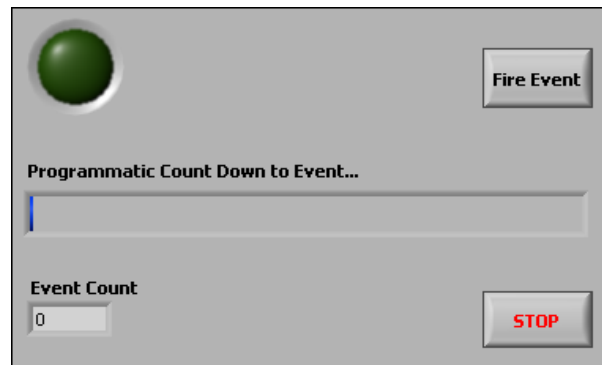 Fire Event
Programmatic Count Down to Event...
Event Count
0
STOP